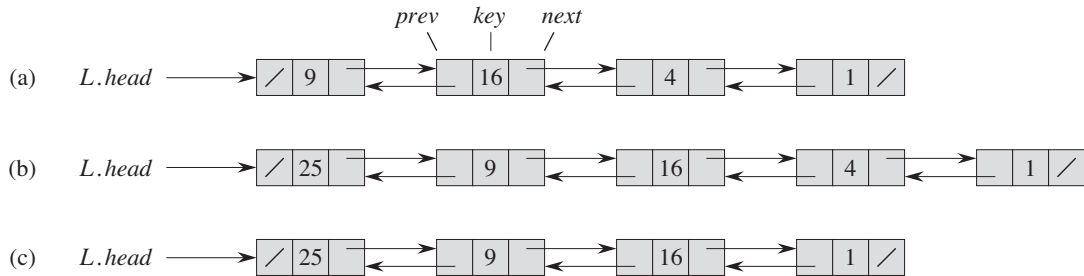 prev key next
(a) L.head / 9 16 4 1 /
(b) L.head / 25 9 16 4 1 /
(c) L.head / 25 9 16 1 /